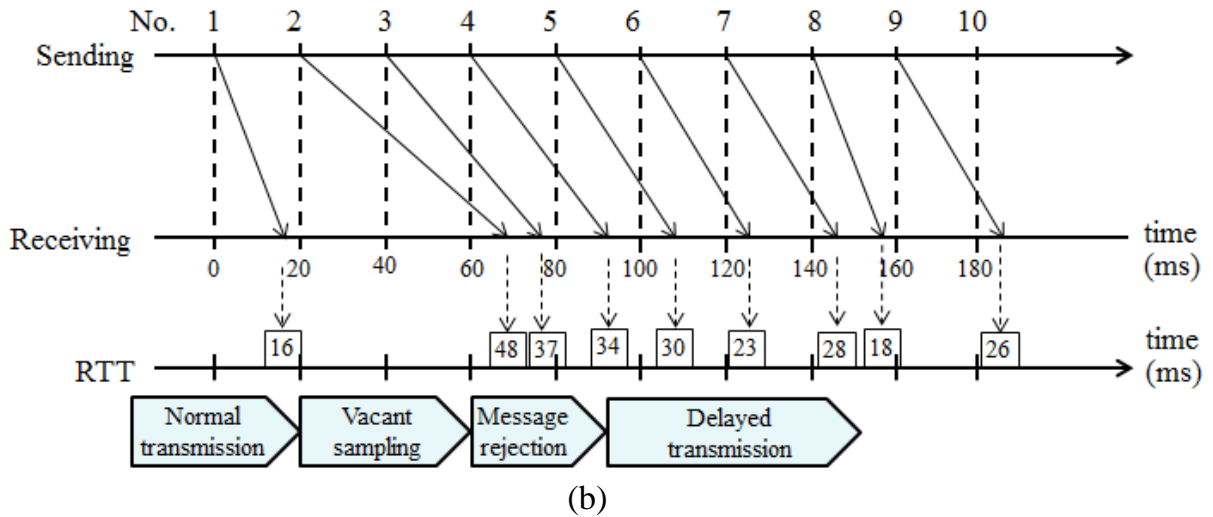 No. 1 2 3 4 5 6 7 8 9 10
Sending
Receiving
time
(ms)
0 20 40 60 80 100 120 140 160 180
16 48 37 34 30 23 28 18 26
RTT
time
(ms)
Normal
transmission
Vacant
sampling
Message
rejection
Delayed
transmission
(b)